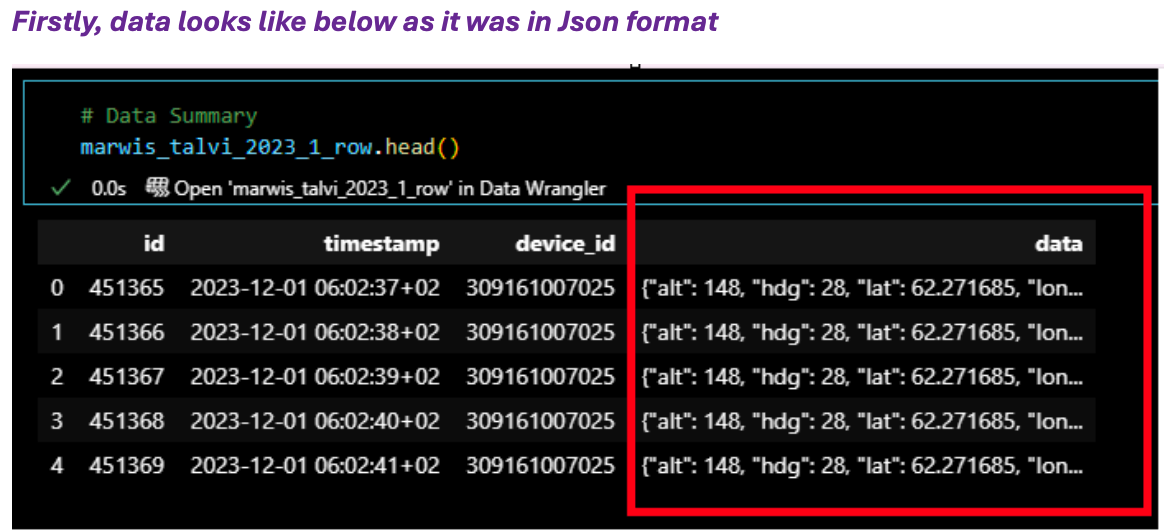 Firstly, data looks like below as it was in Json format
# Data Summary
marwis_talvi_2023_1_row.head()
0.0s Open 'marwis_talvi_2023_1_row' in Data Wrangler
id timestamp device_id data
0 451365 2023-12-01 06:02:37+02 309161007025 {"alt": 148, "hdg": 28, "lat": 62.271685, "lon...
1 451366 2023-12-01 06:02:38+02 309161007025 {"alt": 148, "hdg": 28, "lat": 62.271685, "lon...
2 451367 2023-12-01 06:02:39+02 309161007025 {"alt": 148, "hdg": 28, "lat": 62.271685, "lon...
3 451368 2023-12-01 06:02:40+02 309161007025 {"alt": 148, "hdg": 28, "lat": 62.271685, "lon...
4 451369 2023-12-01 06:02:41+02 309161007025 {"alt": 148, "hdg": 28, "lat": 62.271685, "lon...